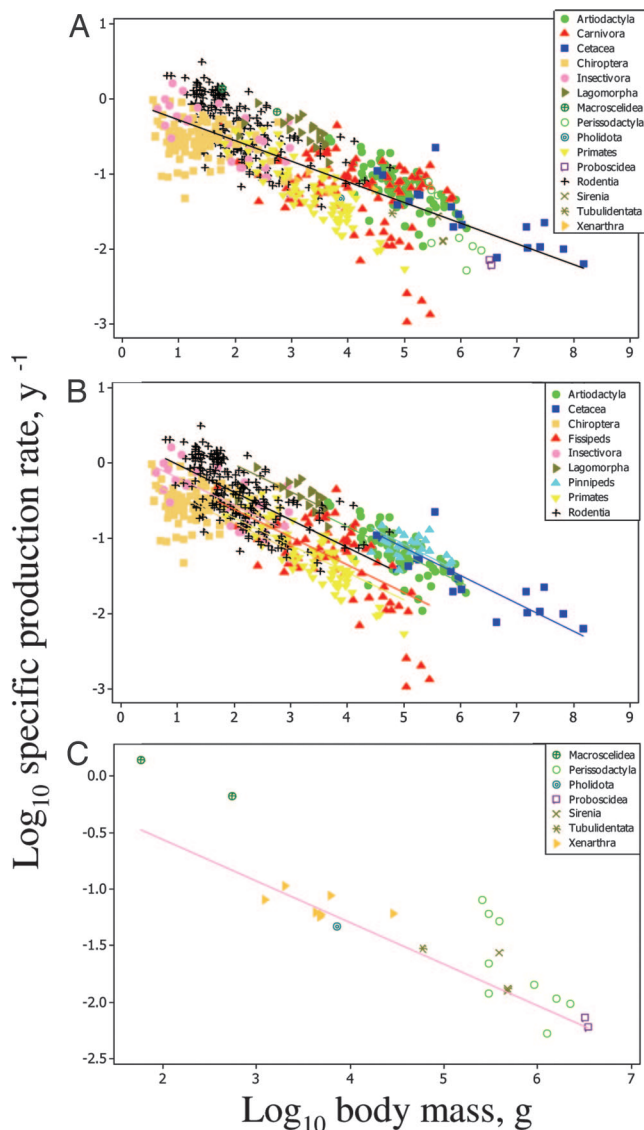 A
1
0
-1
-2
-3
0 1 2 3 4 5 6 7 8 9
Artiodactyla
Carnivora
Cetacea
Chiroptera
Insectivora
Lagomorpha
Macroscelidea
Perissodactyla
Pholidota
Primates
Proboscidea
Rodentia
Sirenia
Tubulidentata
Xenarthra
B
1
0
-1
-2
-3
0 1 2 3 4 5 6 7 8 9
Artiodactyla
Cetacea
Chiroptera
Fissipeds
Insectivora
Lagomorpha
Pinnipeds
Primates
Rodentia
C
0.0
-0.5
-1.0
-1.5
-2.0
-2.5
2 3 4 5 6 7
Macroscelidea
Perissodactyla
Pholidota
Proboscidea
Sirenia
Tubulidentata
Xenarthra
Log10 specific production rate, y -1
Log10 body mass, g